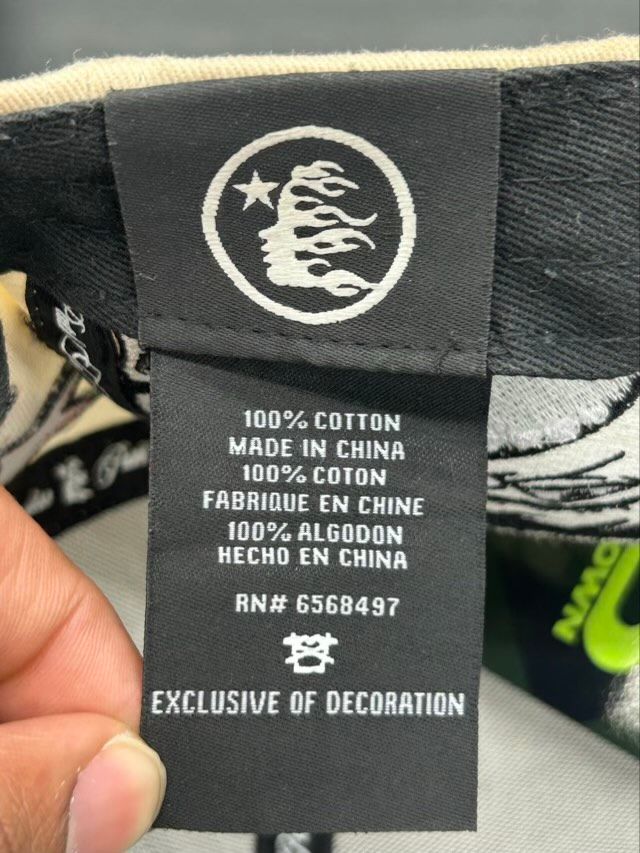 100% COTTON
MADE IN CHINA
100% COTON
FABRIQUE EN CHINE
100% ALGODON
HECHO EN CHINA
RN# 6568497
EXCLUSIVE OF DECORATION